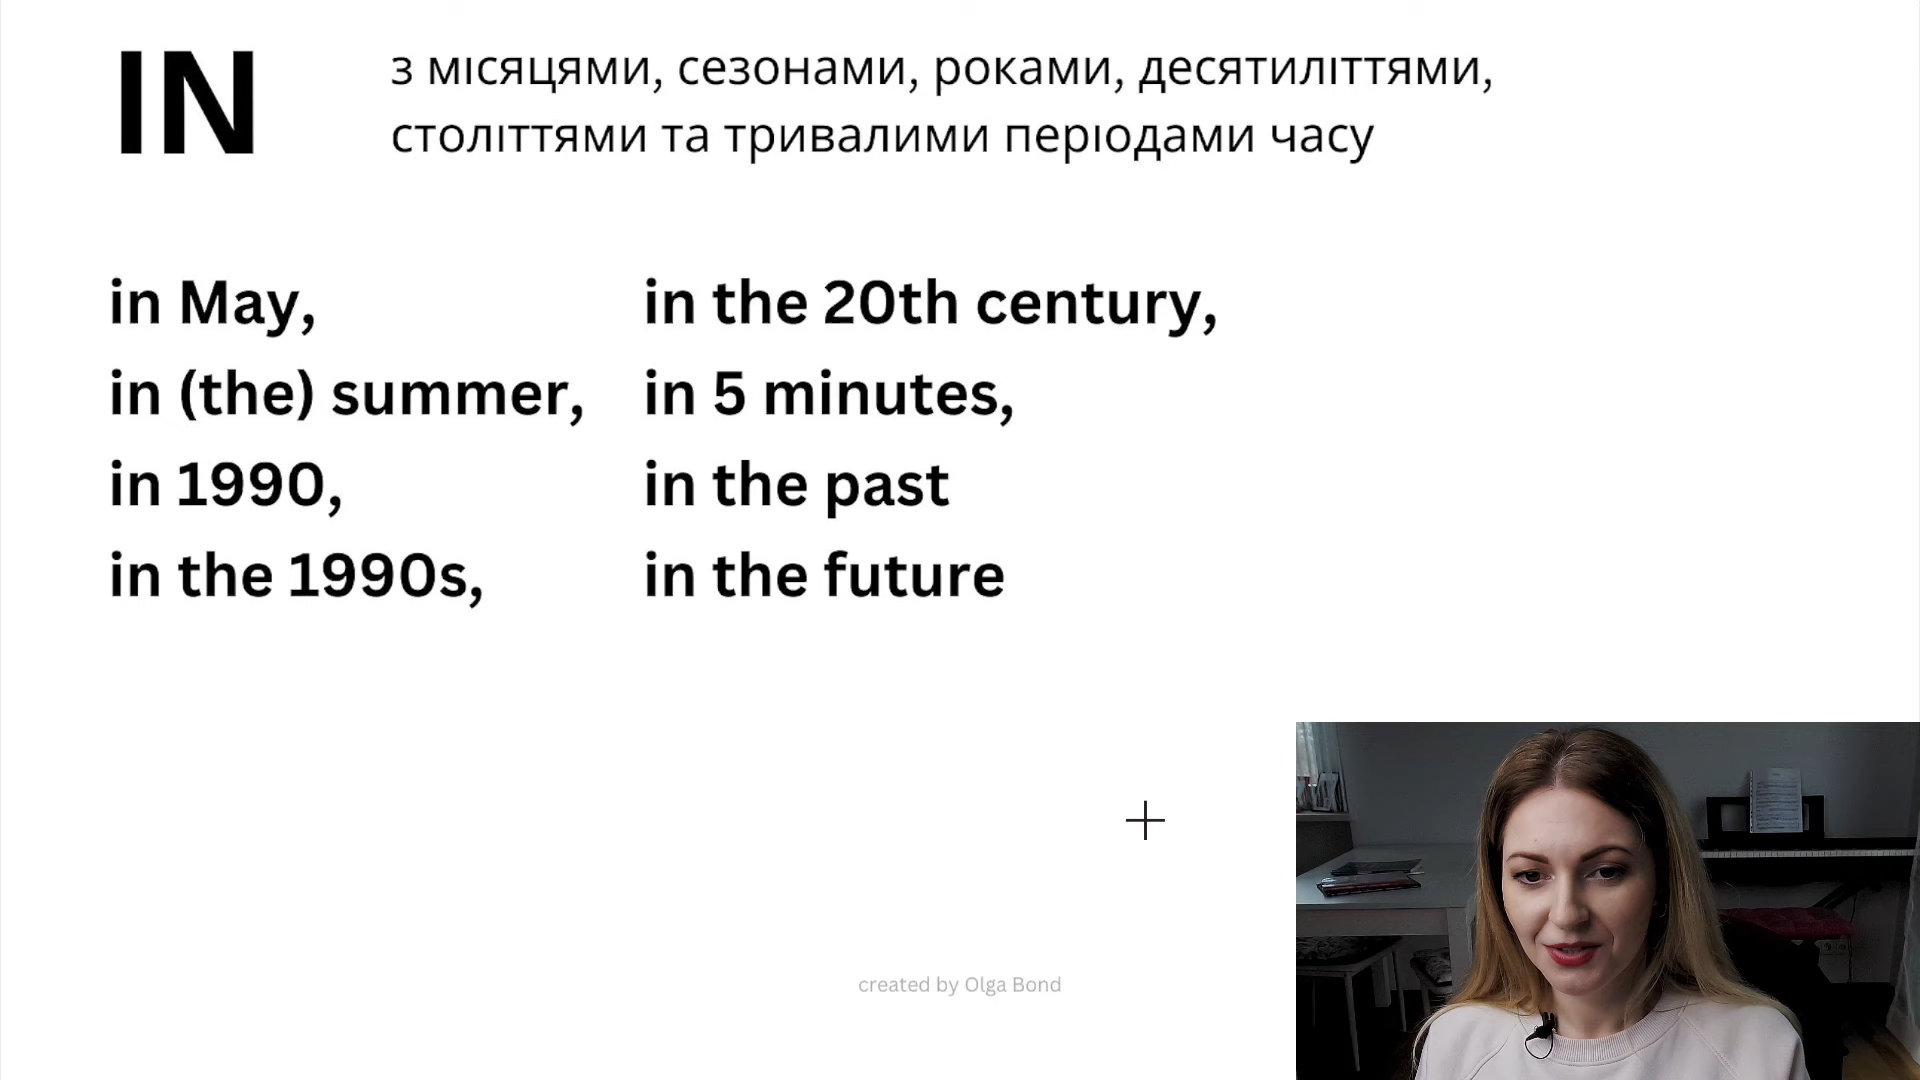 IN
з місяцями, сезонами, роками, десятиліттями,
століттями та тривалими періодами часу
in May,
in (the) summer,
in 1990,
in the 1990s,
in the 20th century,
in 5 minutes,
in the past
in the future
created by Olga Bond